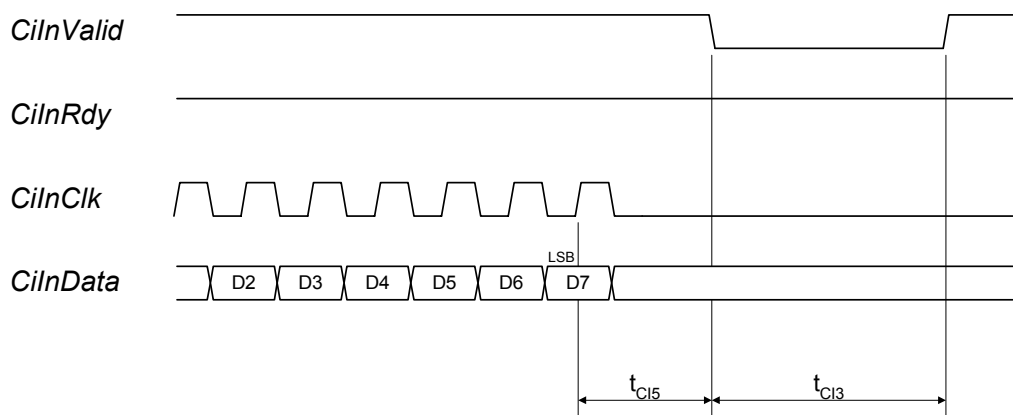 CiInValid
CiInRdy
CiInClk
LSB
CiInData
D2 D3 D4 D5 D6 D7
tCI5 tCI3